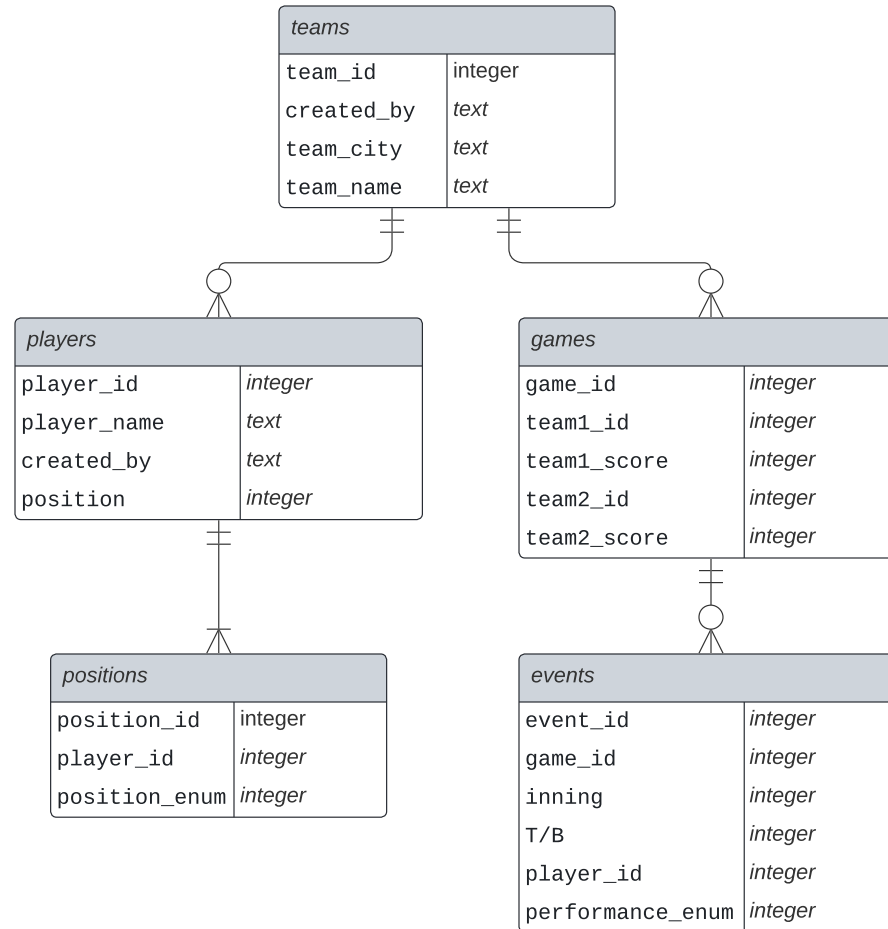 teams
team_id integer
created_by text
team_city text
team_name text
players
player_id integer
player_name text
created_by text
position integer
games
game_id integer
team1_id integer
team1_score integer
team2_id integer
team2_score integer
positions
position_id integer
player_id integer
position_enum integer
events
event_id integer
game_id integer
inning integer
T/B integer
player_id integer
performance_enum integer